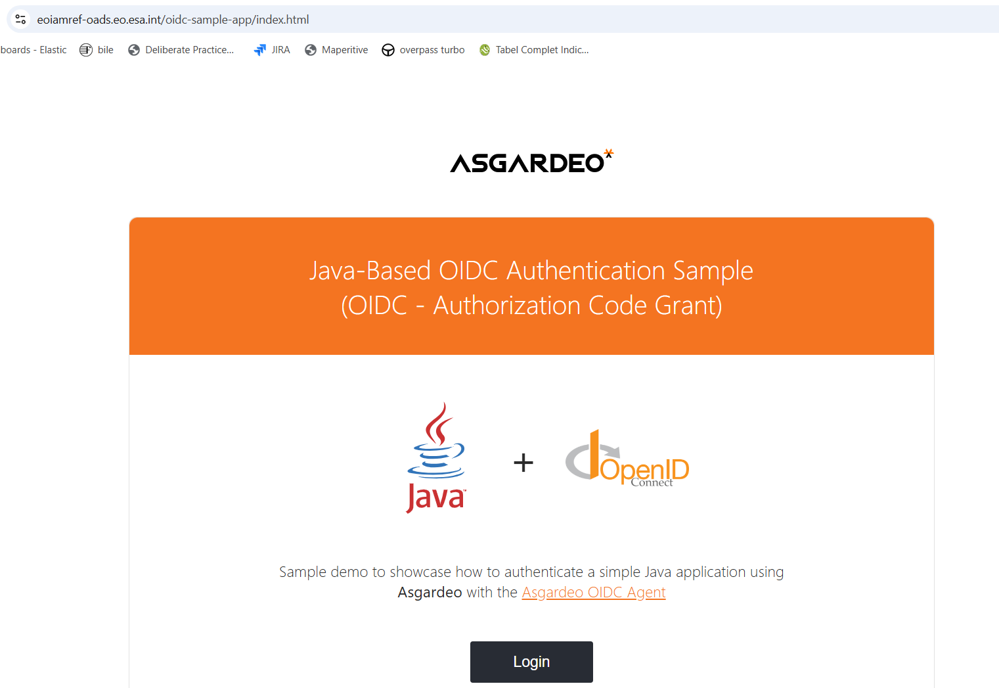 eoiamref-oads.eo.esa.int/oidc-sample-app/index.html
boards - Elastic bile Deliberate Practice... JIRA Maperitive overpass turbo Tabel Complet Indic...
ASGARDEO
Java-Based OIDC Authentication Sample
(OIDC - Authorization Code Grant)
Java™ + OpenID
Connect
Sample demo to showcase how to authenticate a simple Java application using
Asgardeo with the Asgardeo OIDC Agent
Login